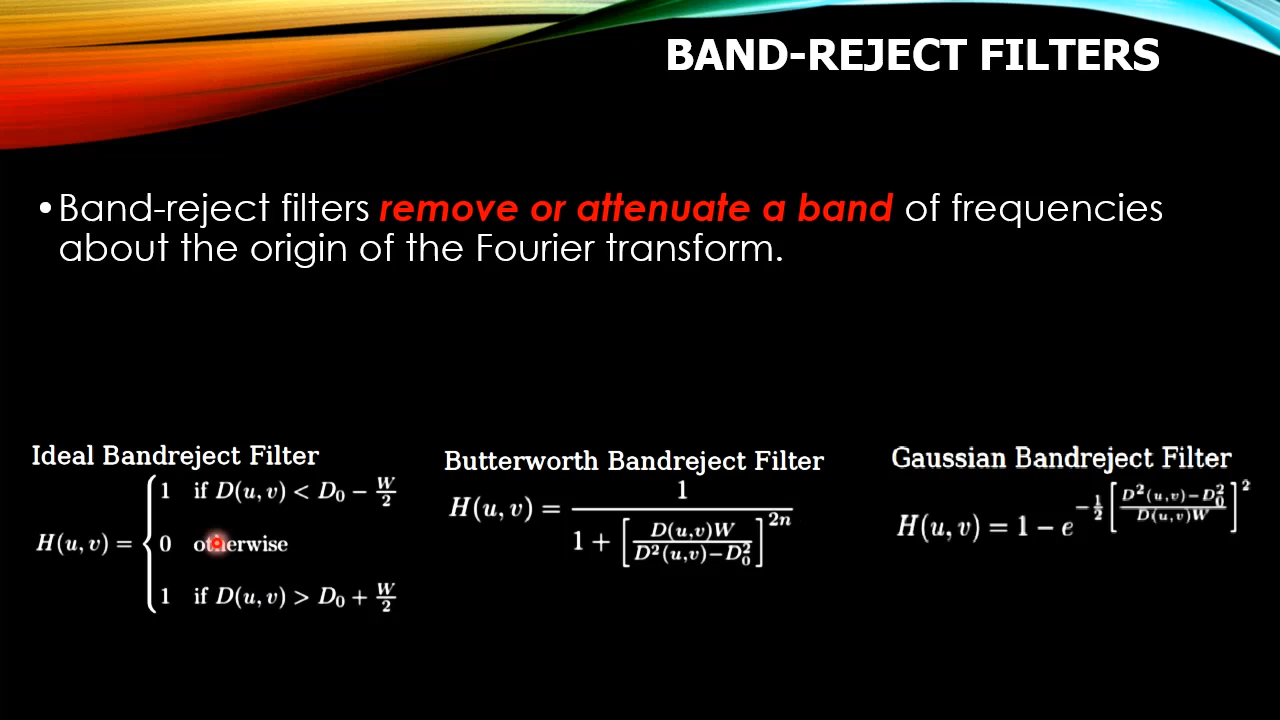 BAND-REJECT FILTERS
• Band-reject filters remove or attenuate a band of frequencies
about the origin of the Fourier transform.
Ideal Bandreject Filter
H(u, v) = { 1 if D(u, v) < D₀ − W/2
0 otherwise
1 if D(u, v) > D₀ + W/2
Butterworth Bandreject Filter
H(u, v) = 1 / (1 + [D(u,v)W / (D²(u,v)−D₀²)]²ⁿ)
Gaussian Bandreject Filter
H(u, v) = 1 − e^(−1/2 [(D²(u,v)−D₀²) / (D(u,v)W)]²)